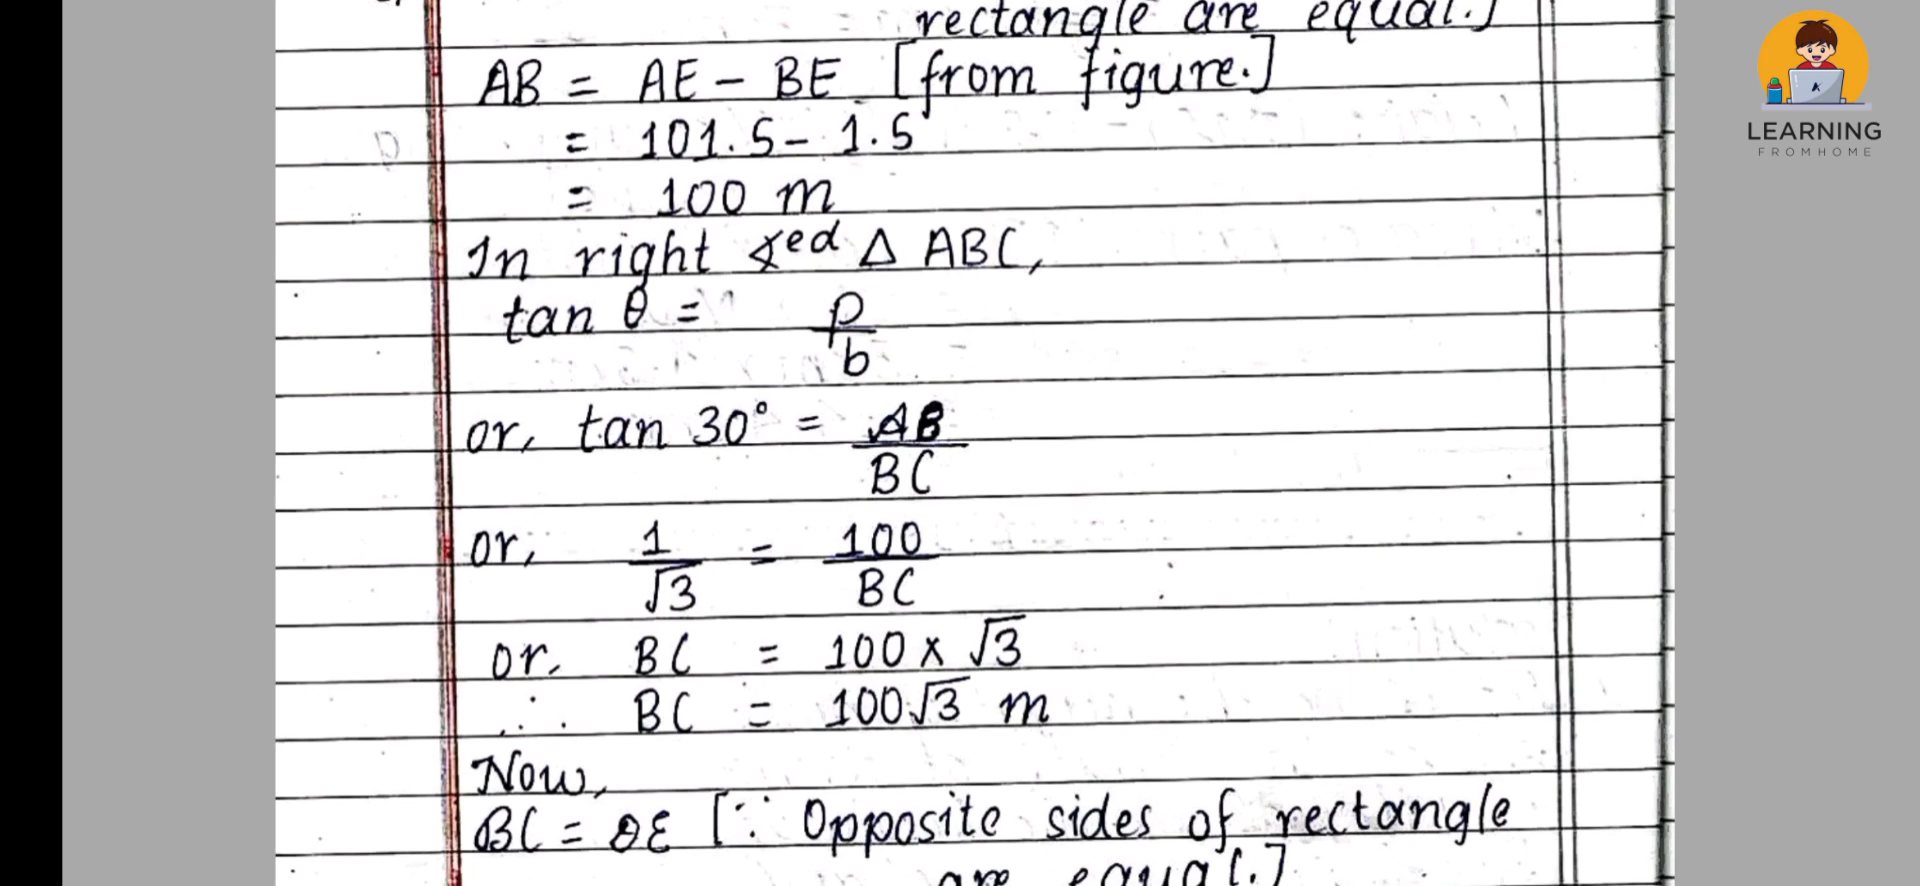 rectangle are equal.]
AB = AE - BE [from figure.]
= 101.5 - 1.5
= 100 m
In right ∡ed Δ ABC,
tan θ = p/b
or, tan 30° = AB/BC
or, 1/√3 = 100/BC
or, BC = 100 × √3
∴ BC = 100√3 m
Now,
BC = DE [∵ Opposite sides of rectangle
are equal.]
LEARNING
FROMHOME